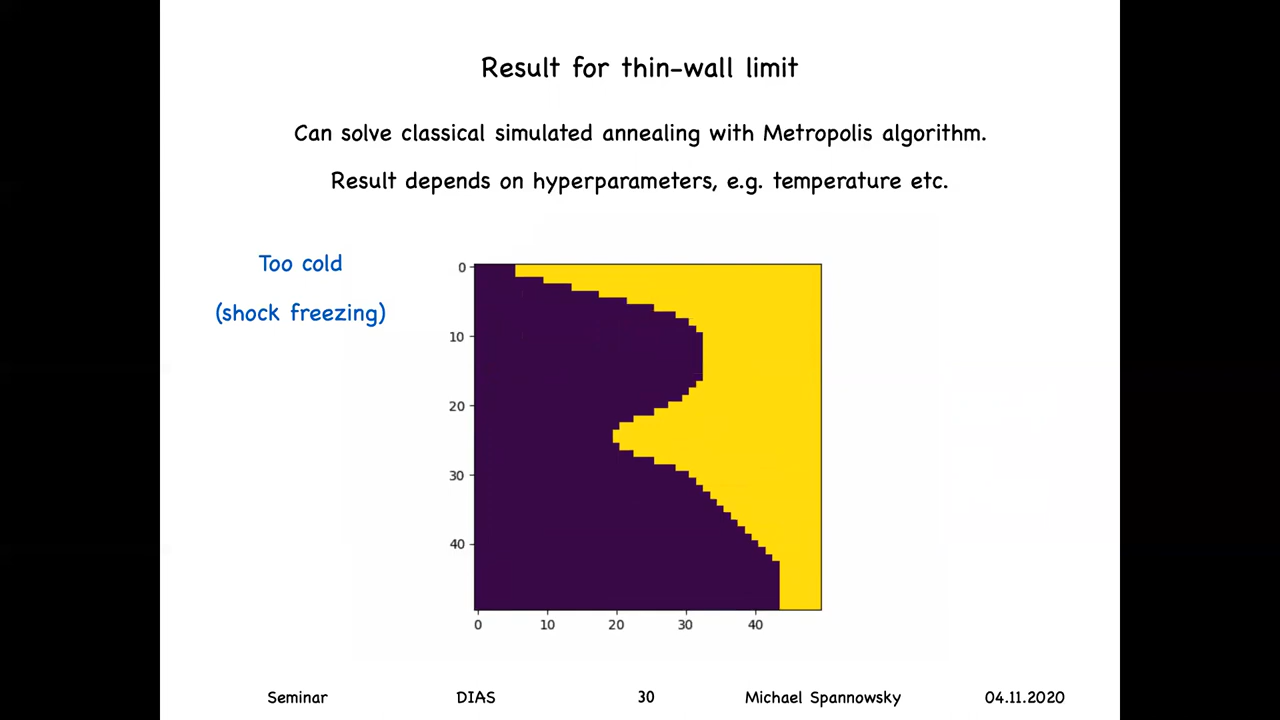 Result for thin-wall limit
Can solve classical simulated annealing with Metropolis algorithm.
Result depends on hyperparameters, e.g. temperature etc.
Too cold
(shock freezing)
0
10
20
30
40
0 10 20 30 40
Seminar DIAS 30 Michael Spannowsky 04.11.2020